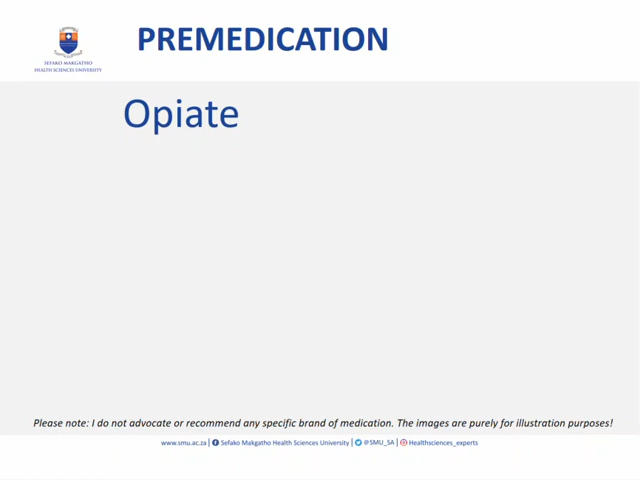 PREMEDICATION
SEFAKO MAKGATHO
HEALTH SCIENCES UNIVERSITY
Opiate
Please note: I do not advocate or recommend any specific brand of medication. The images are purely for illustration purposes!
www.smu.ac.za | Sefako Makgatho Health Sciences University | @SMU_SA | Healthsciences_experts